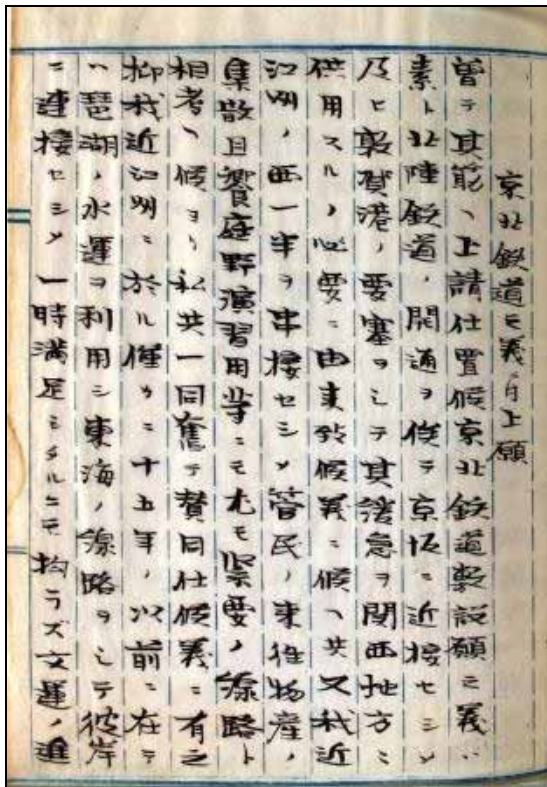 京北鉄道之義ニ付上願
曽テ其筋ヘ上請仕置候京北鉄道敷設願之義ハ
素ト北陸鉄道ノ開通ヲ俟テ京阪ニ近接セシメ
及ヒ敦賀港ノ要塞ヲシテ其緩急ヲ関西地方ニ
供用スルノ必要ニ由来致候義ニ候ヘ共又我近
江州ノ西一半ヲ串接セシメ管民ノ来往物産ノ
集散且饗庭野演習用等ニモ尤モ緊要ノ線路ト
相考ヘ候ヨリ私共一同奮テ賛同仕候義ニ有之
抑我近江州ニ於ル僅カニ十五年ノ以前ニ在テ
ハ琵湖ノ水運ヲ利用シ東海ノ線路ヲシテ彼岸
ニ連接セシメ一時満足ミタルニモ拘ラズ文運ノ進